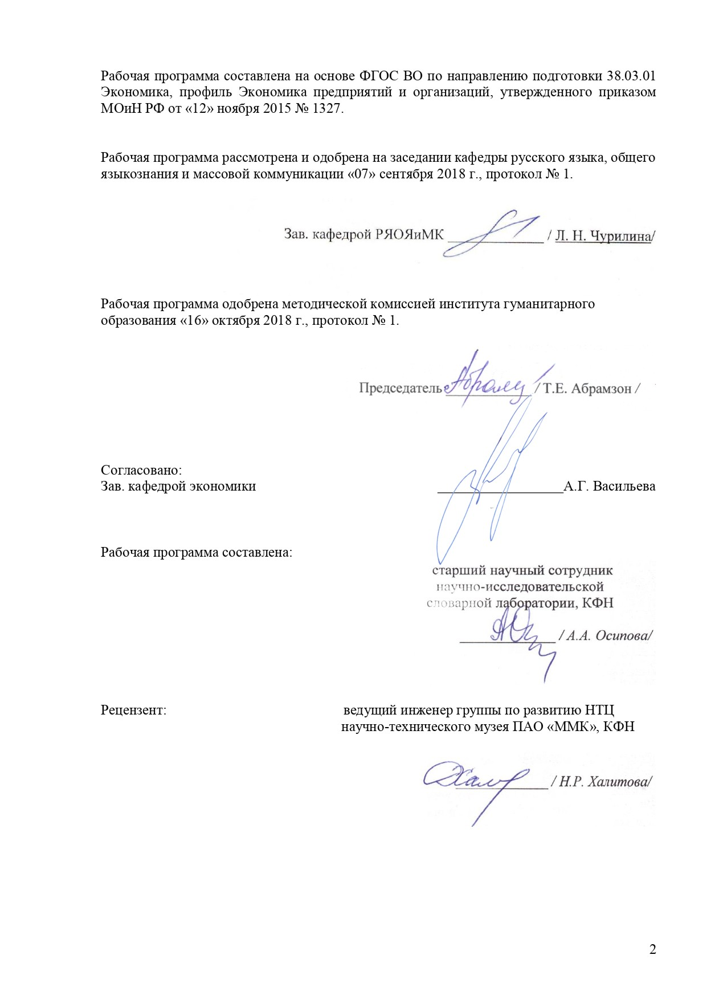 Рабочая программа составлена на основе ФГОС ВО по направлению подготовки 38.03.01
Экономика, профиль Экономика предприятий и организаций, утвержденного приказом
МОиН РФ от «12» ноября 2015 № 1327.
Рабочая программа рассмотрена и одобрена на заседании кафедры русского языка, общего
языкознания и массовой коммуникации «07» сентября 2018 г., протокол № 1.
Зав. кафедрой РЯОЯиМК / Л. Н. Чурилина/
Рабочая программа одобрена методической комиссией института гуманитарного
образования «16» октября 2018 г., протокол № 1.
Председатель / Т.Е. Абрамзон /
Согласовано:
Зав. кафедрой экономики А.Г. Васильева
Рабочая программа составлена:
старший научный сотрудник
научно-исследовательской
словарной лаборатории, КФН
/ А.А. Осипова/
Рецензент: ведущий инженер группы по развитию НТЦ
научно-технического музея ПАО «ММК», КФН
/ Н.Р. Халитова/
2